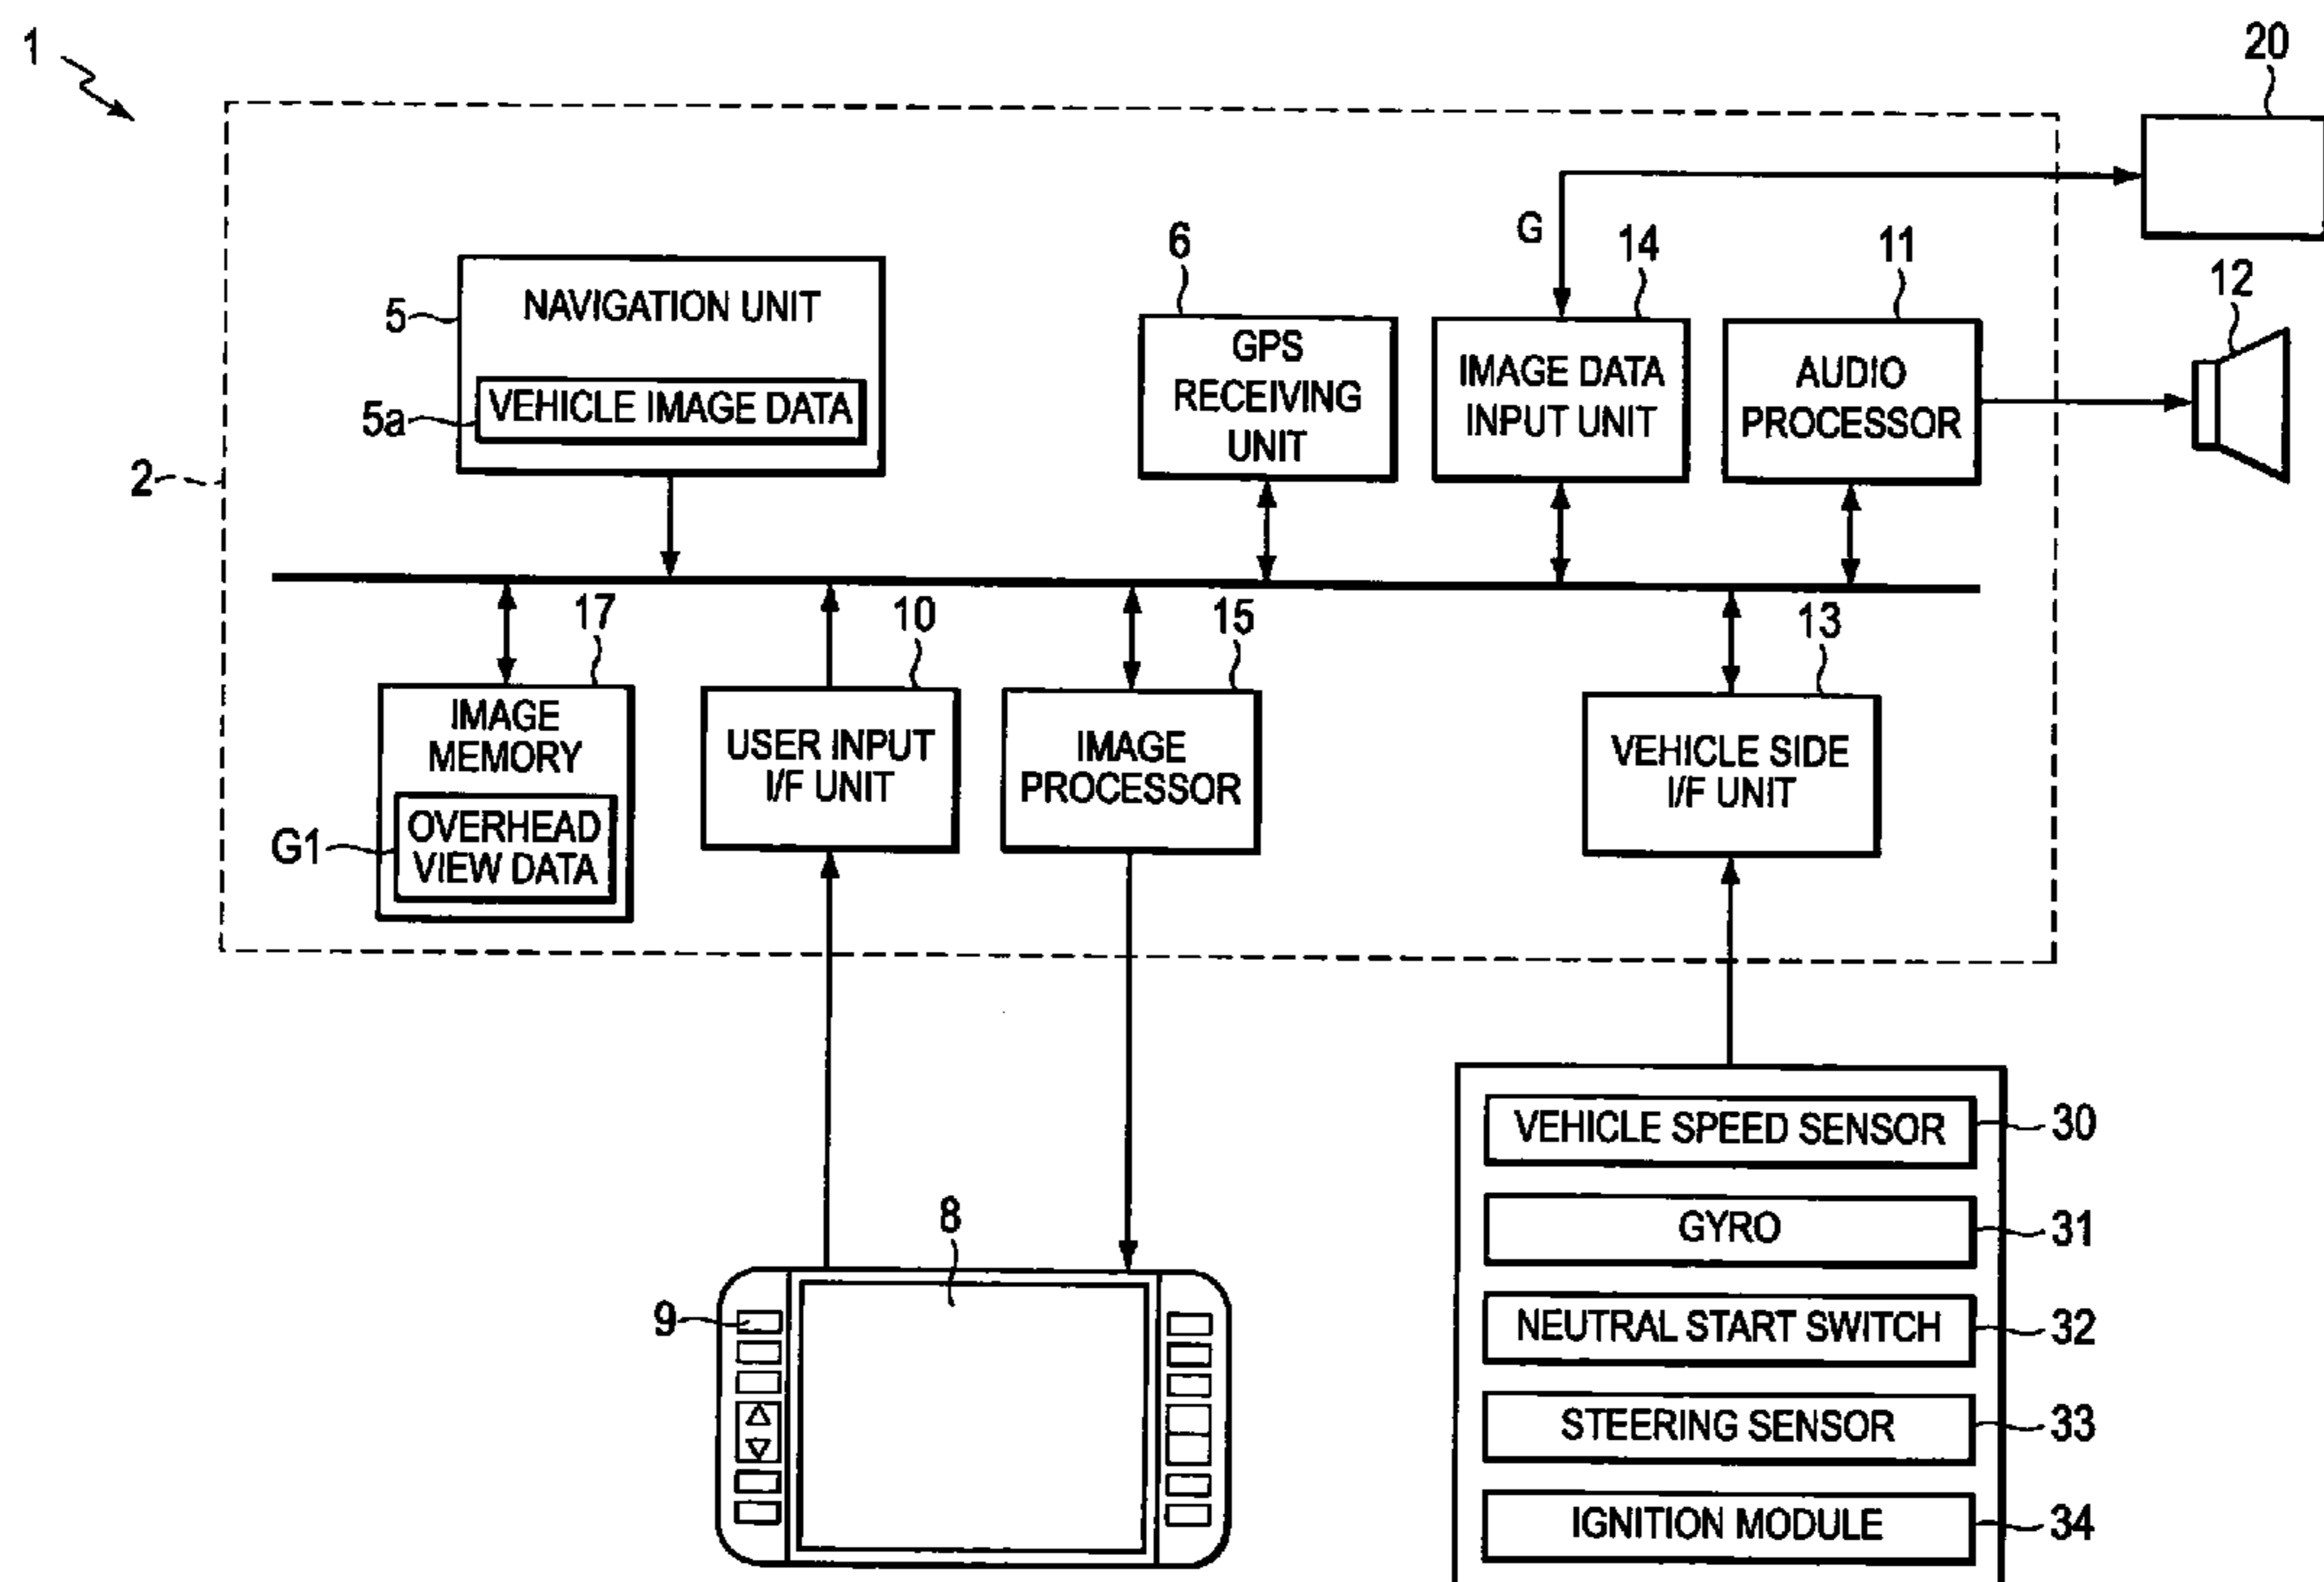 1
20
G
6
14
11
12
5
NAVIGATION UNIT
5a
VEHICLE IMAGE DATA
GPS
RECEIVING
UNIT
IMAGE DATA
INPUT UNIT
AUDIO
PROCESSOR
2
17
10
15
13
IMAGE
MEMORY
G1
OVERHEAD
VIEW DATA
USER INPUT
I/F UNIT
IMAGE
PROCESSOR
VEHICLE SIDE
I/F UNIT
8
9
VEHICLE SPEED SENSOR
30
GYRO
31
NEUTRAL START SWITCH
32
STEERING SENSOR
33
IGNITION MODULE
34